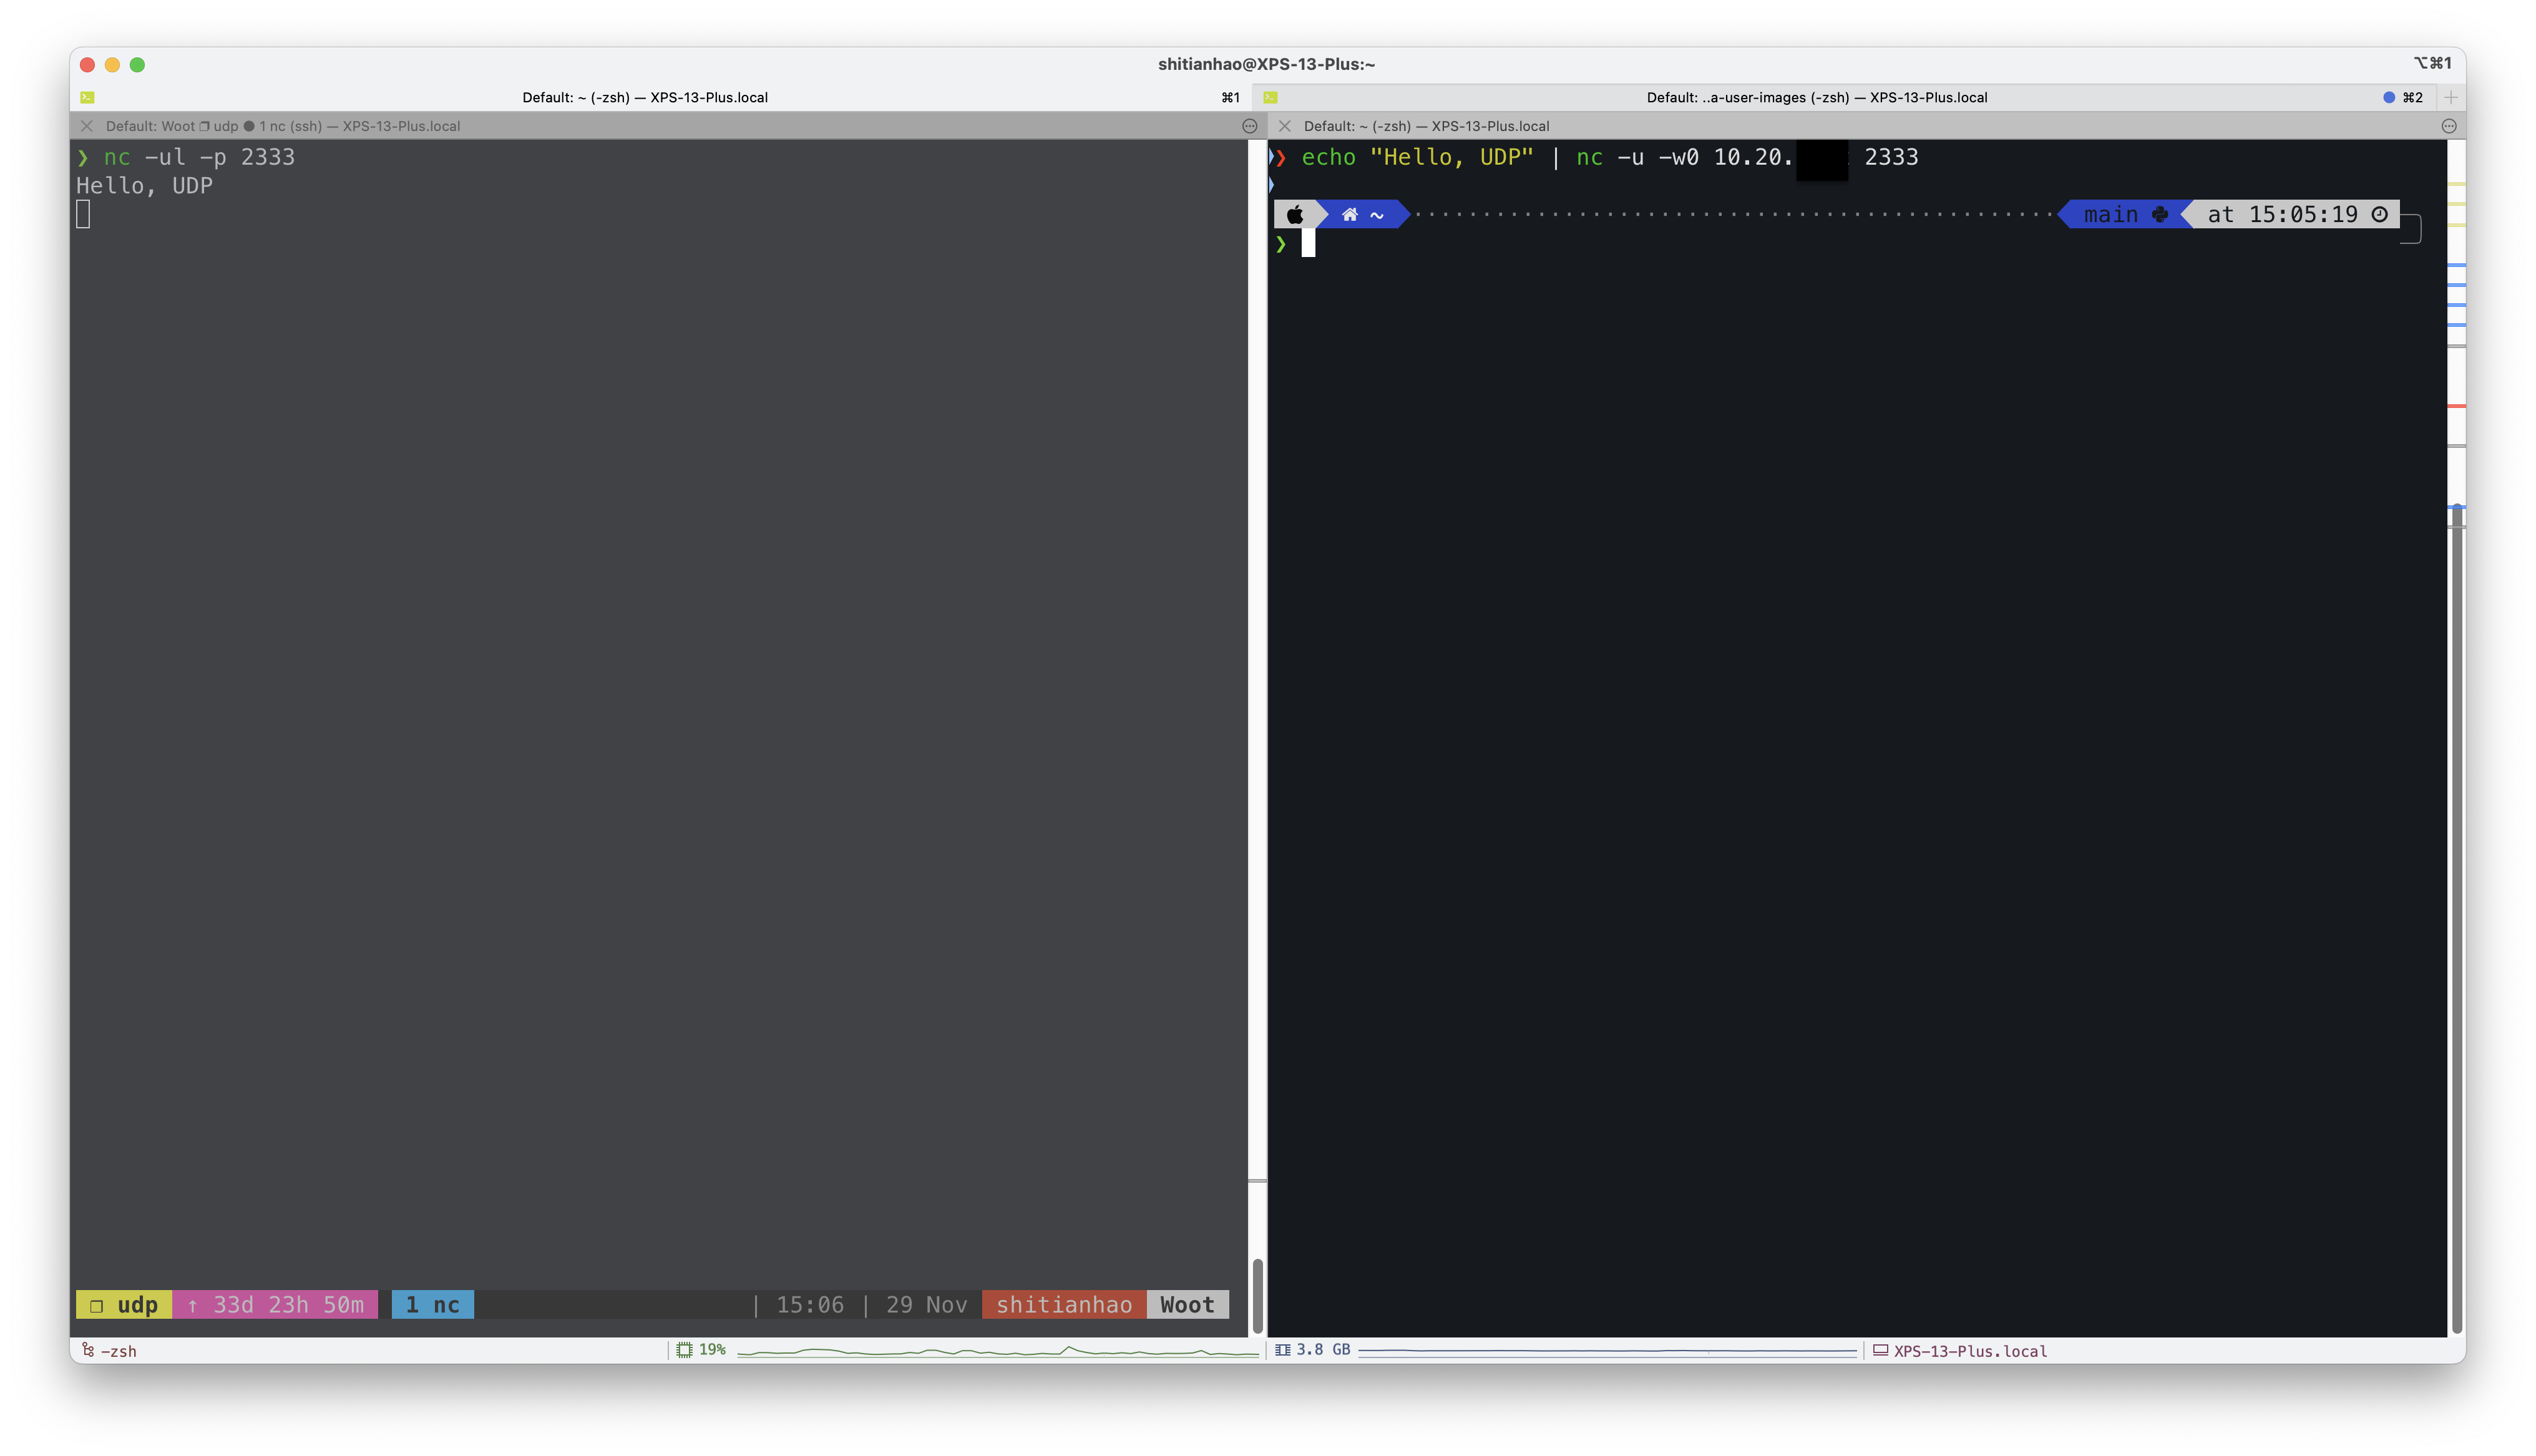 shitianhao@XPS-13-Plus:~
⌥⌘1
Default: ~ (-zsh) — XPS-13-Plus.local
⌘1
Default: ..a-user-images (-zsh) — XPS-13-Plus.local
⌘2
Default: Woot ❐ udp ● 1 nc (ssh) — XPS-13-Plus.local
❯ nc -ul -p 2333
Hello, UDP
❐ udp ↑ 33d 23h 50m 1 nc | 15:06 | 29 Nov shitianhao Woot
Default: ~ (-zsh) — XPS-13-Plus.local
❯ echo "Hello, UDP" | nc -u -w0 10.20. 2333
~ main at 15:05:19
❯
-zsh
19%
3.8 GB
XPS-13-Plus.local